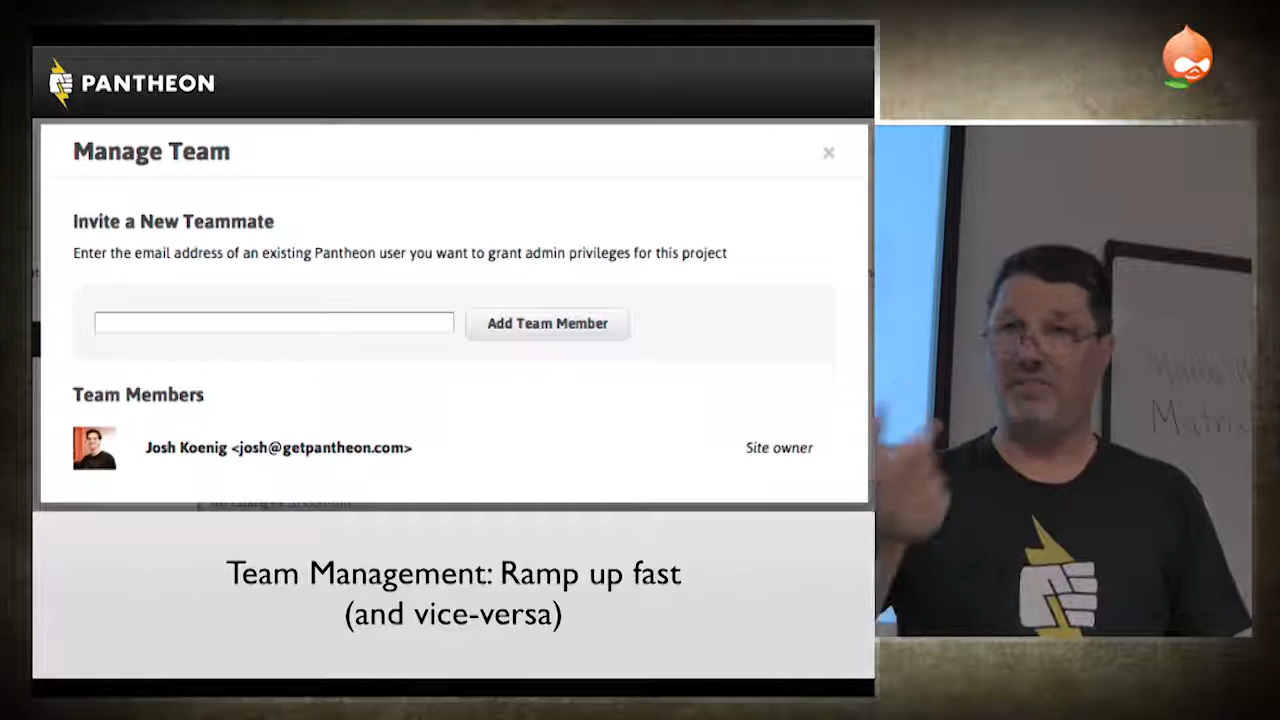 PANTHEON
Manage Team
×
Invite a New Teammate
Enter the email address of an existing Pantheon user you want to grant admin privileges for this project
Add Team Member
Team Members
Josh Koenig <josh@getpantheon.com>
Site owner
Team Management: Ramp up fast
(and vice-versa)